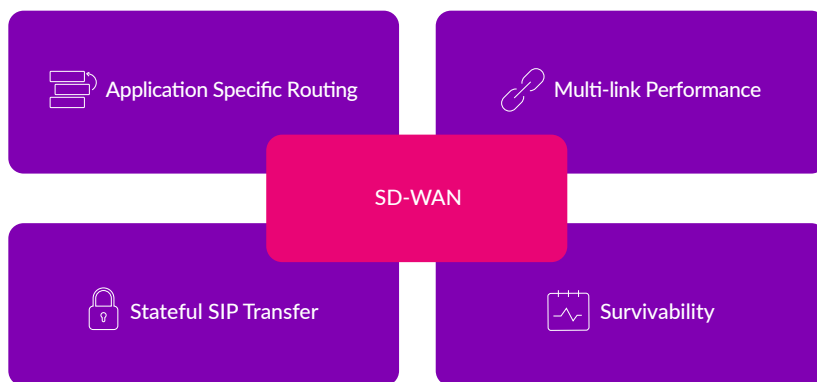 Application Specific Routing
Multi-link Performance
SD-WAN
Stateful SIP Transfer
Survivability